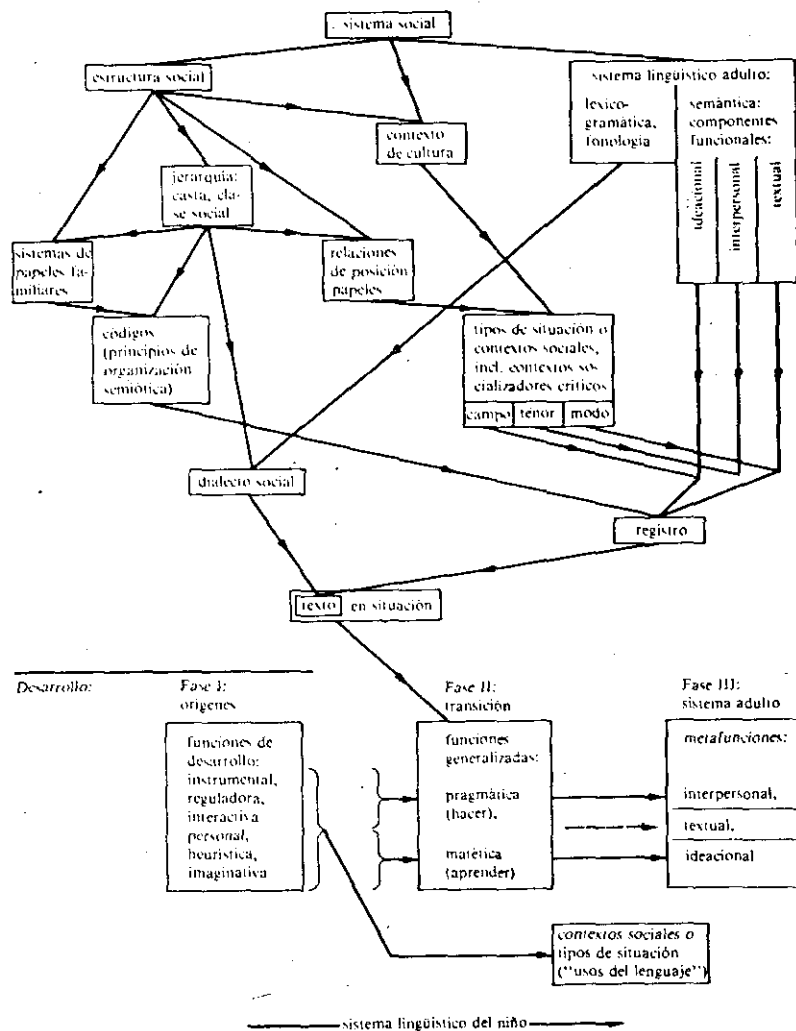 sistema social
estructura social
sistema lingüístico adulto:
lexico-
gramática,
fonología
semántica:
componentes
funcionales:
ideacional
interpersonal
textual
contexto
de cultura
jerarquía:
casta, cla-
se social
sistemas de
papeles fa-
miliares
relaciones
de posición
papeles
códigos
(principios de
organización
semiótica)
tipos de situación o
contextos sociales,
incl. contextos so-
cializadores críticos
campo tenor modo
dialecto social
registro
texto en situación
Desarrollo:
Fase I:
orígenes
Fase II:
transición
Fase III:
sistema adulto
funciones de
desarrollo:
instrumental,
reguladora,
interactiva
personal,
heurística,
imaginativa
funciones
generalizadas:
pragmática
(hacer),
matética
(aprender)
metafunciones:
interpersonal,
textual,
ideacional
contextos sociales o
tipos de situación
("usos del lenguaje")
sistema lingüístico del niño